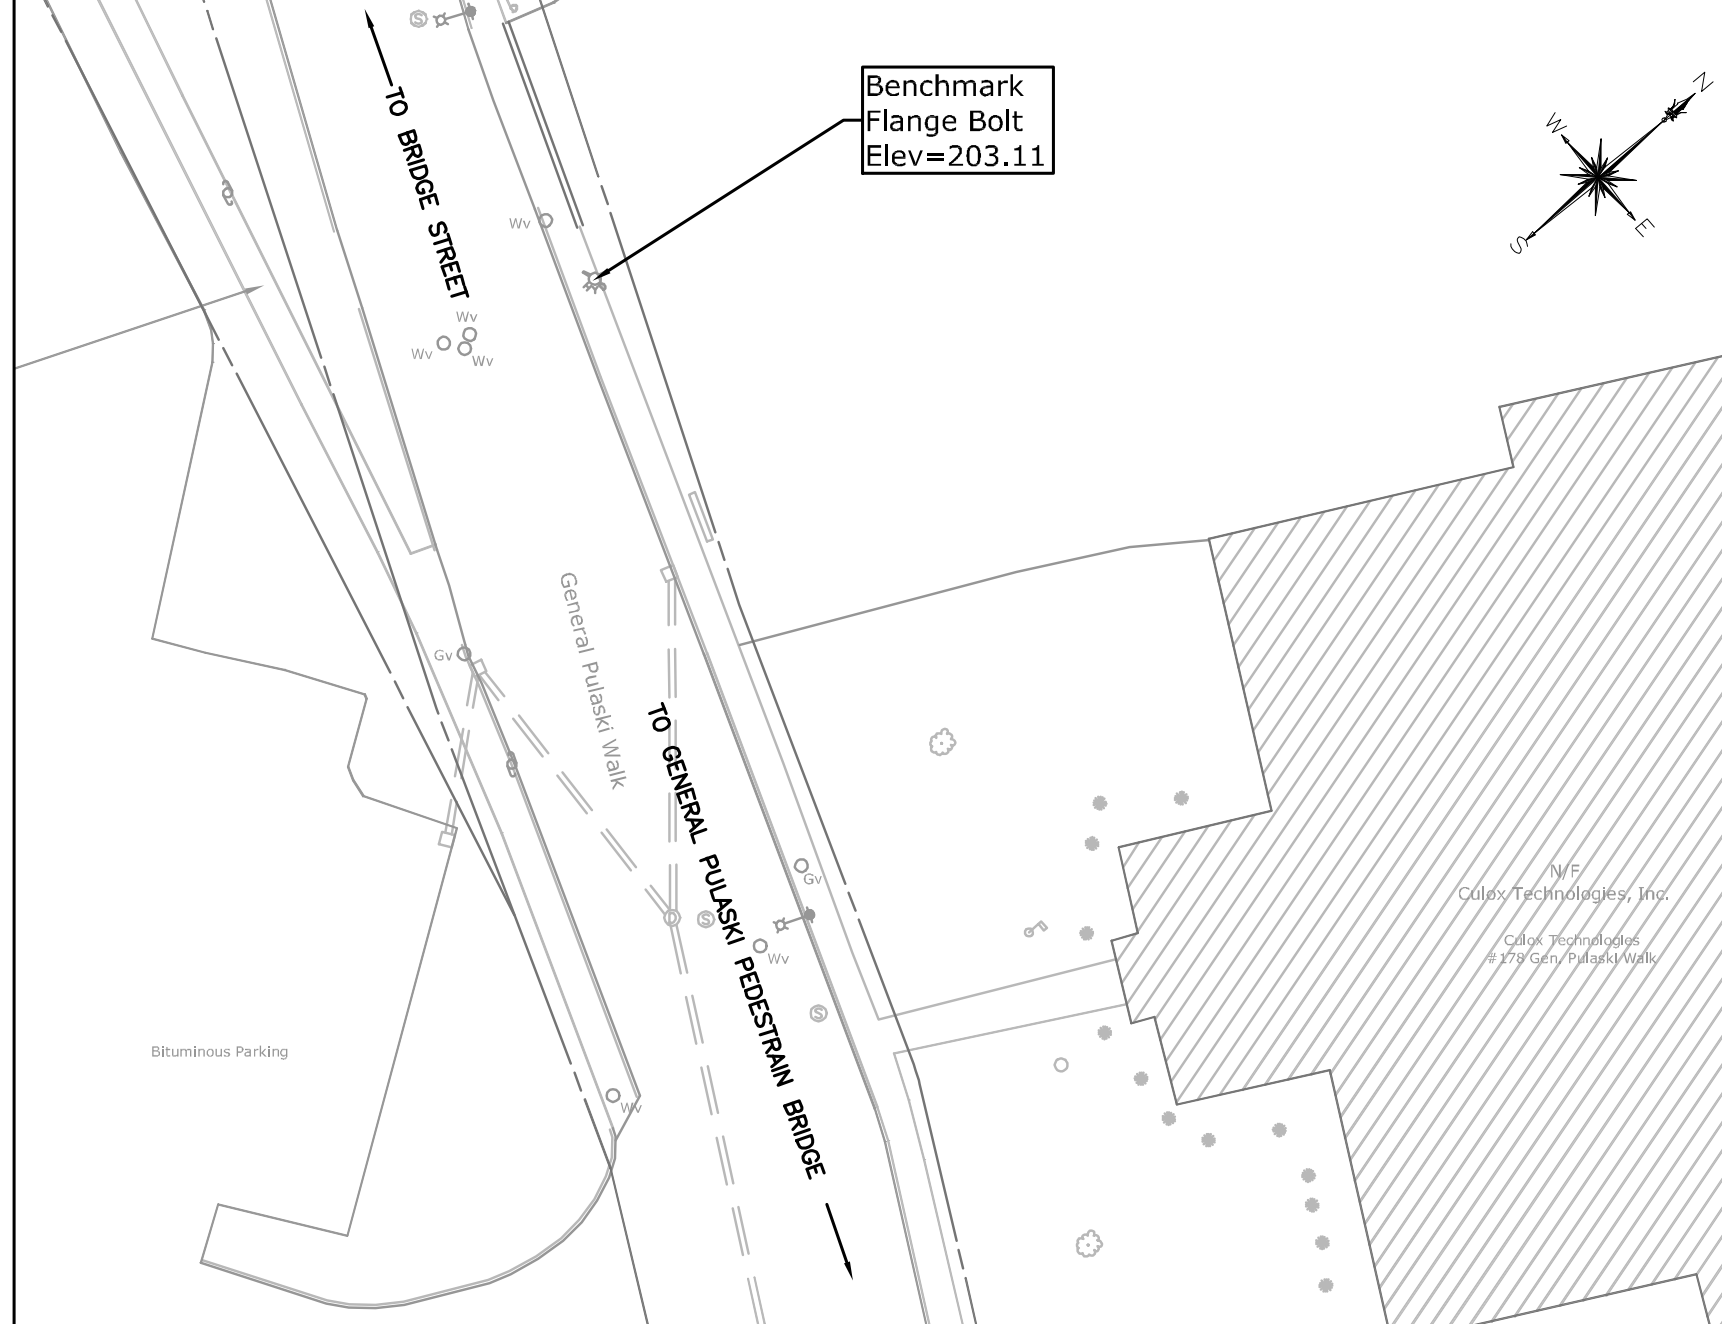 S
Benchmark
Flange Bolt
Elev=203.11
N
W
E
S
TO BRIDGE STREET
Wv
Wv
Wv
Wv
General Pulaski Walk
Gv
TO GENERAL PULASKI PEDESTRAIN BRIDGE
Gv
N/F
Culox Technologies, Inc.
Culox Technologies
#178 Gen. Pulaski Walk
D
S
Wv
S
Bituminous Parking
Wv